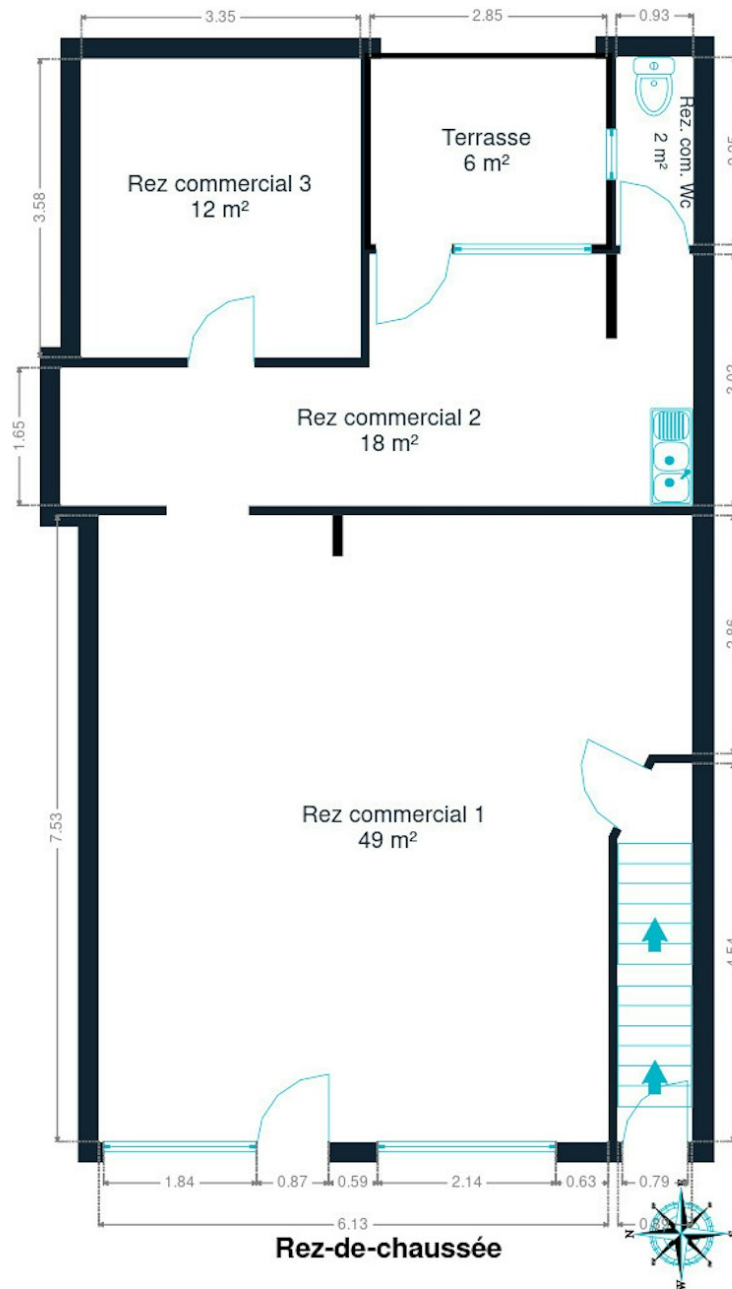 3.35
2.85
0.93
3.58
Rez commercial 3
12 m²
Terrasse
6 m²
Rez. com. Wc
2 m²
1.65
Rez commercial 2
18 m²
7.53
Rez commercial 1
49 m²
1.84
0.87
0.59
2.14
0.63
0.79
6.13
Rez-de-chaussée
N
S
W